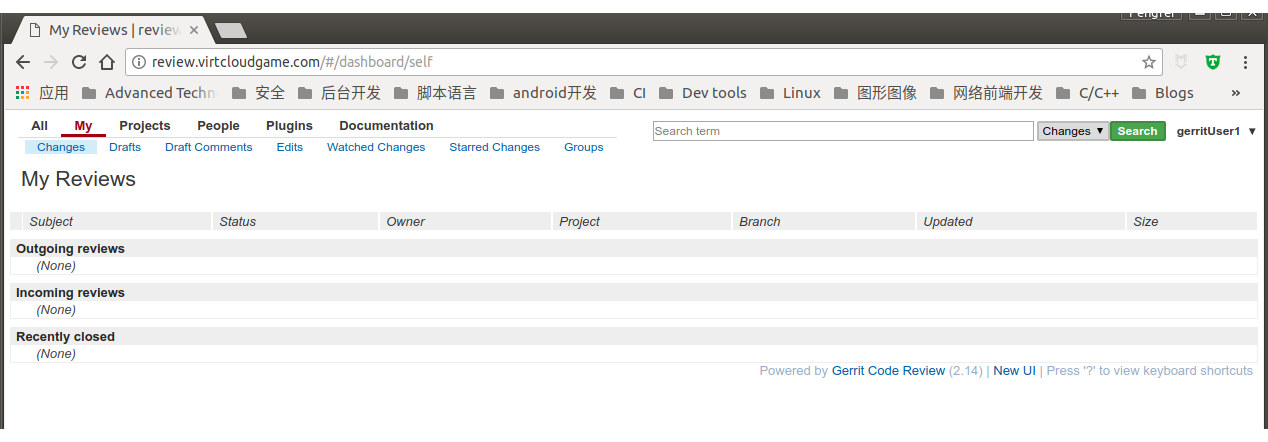 My Reviews | review
review.virtcloudgame.com/#/dashboard/self
应用 Advanced Techn 安全 后台开发 脚本语言 android开发 CI Dev tools Linux 图形图像 网络前端开发 C/C++ Blogs »
All My Projects People Plugins Documentation
Search term Changes ▼ Search gerritUser1 ▼
Changes Drafts Draft Comments Edits Watched Changes Starred Changes Groups
My Reviews
Subject Status Owner Project Branch Updated Size
Outgoing reviews
(None)
Incoming reviews
(None)
Recently closed
(None)
Powered by Gerrit Code Review (2.14) | New UI | Press '?' to view keyboard shortcuts